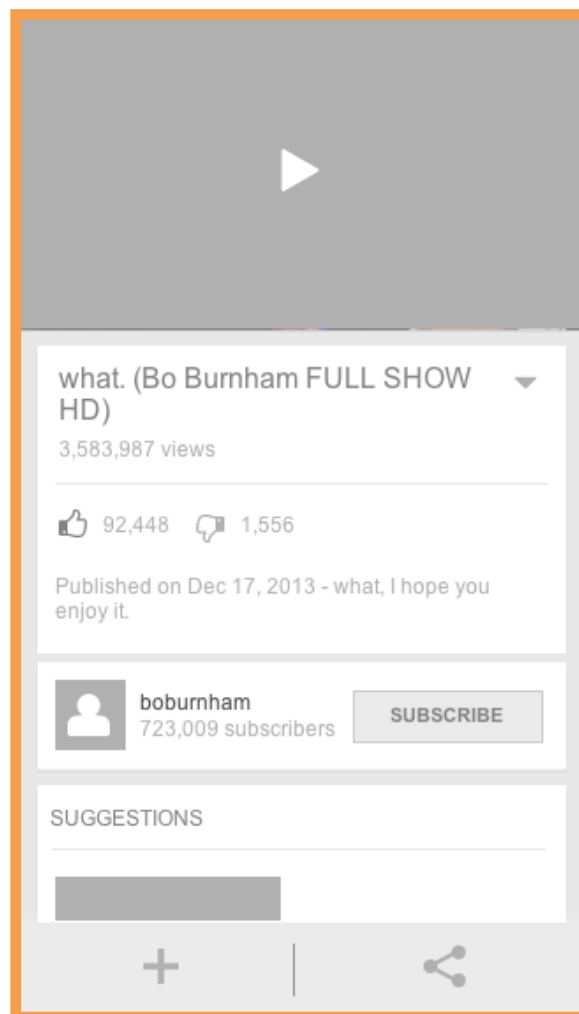 what. (Bo Burnham FULL SHOW
HD)
3,583,987 views
92,448 1,556
Published on Dec 17, 2013 - what, I hope you
enjoy it.
boburnham
723,009 subscribers
SUBSCRIBE
SUGGESTIONS